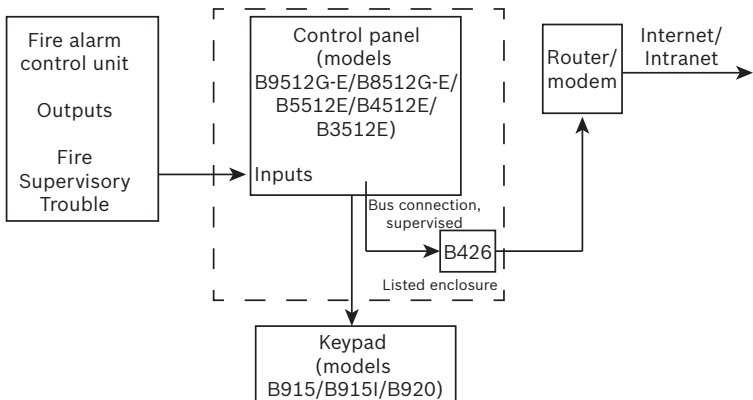 Fire alarm
control unit
Outputs
Fire
Supervisory
Trouble
Control panel
(models
B9512G-E/B8512G-E/
B5512E/B4512E/
B3512E)
Inputs
Bus connection,
supervised
B426
Listed enclosure
Router/
modem
Internet/
Intranet
Keypad
(models
B915/B915I/B920)